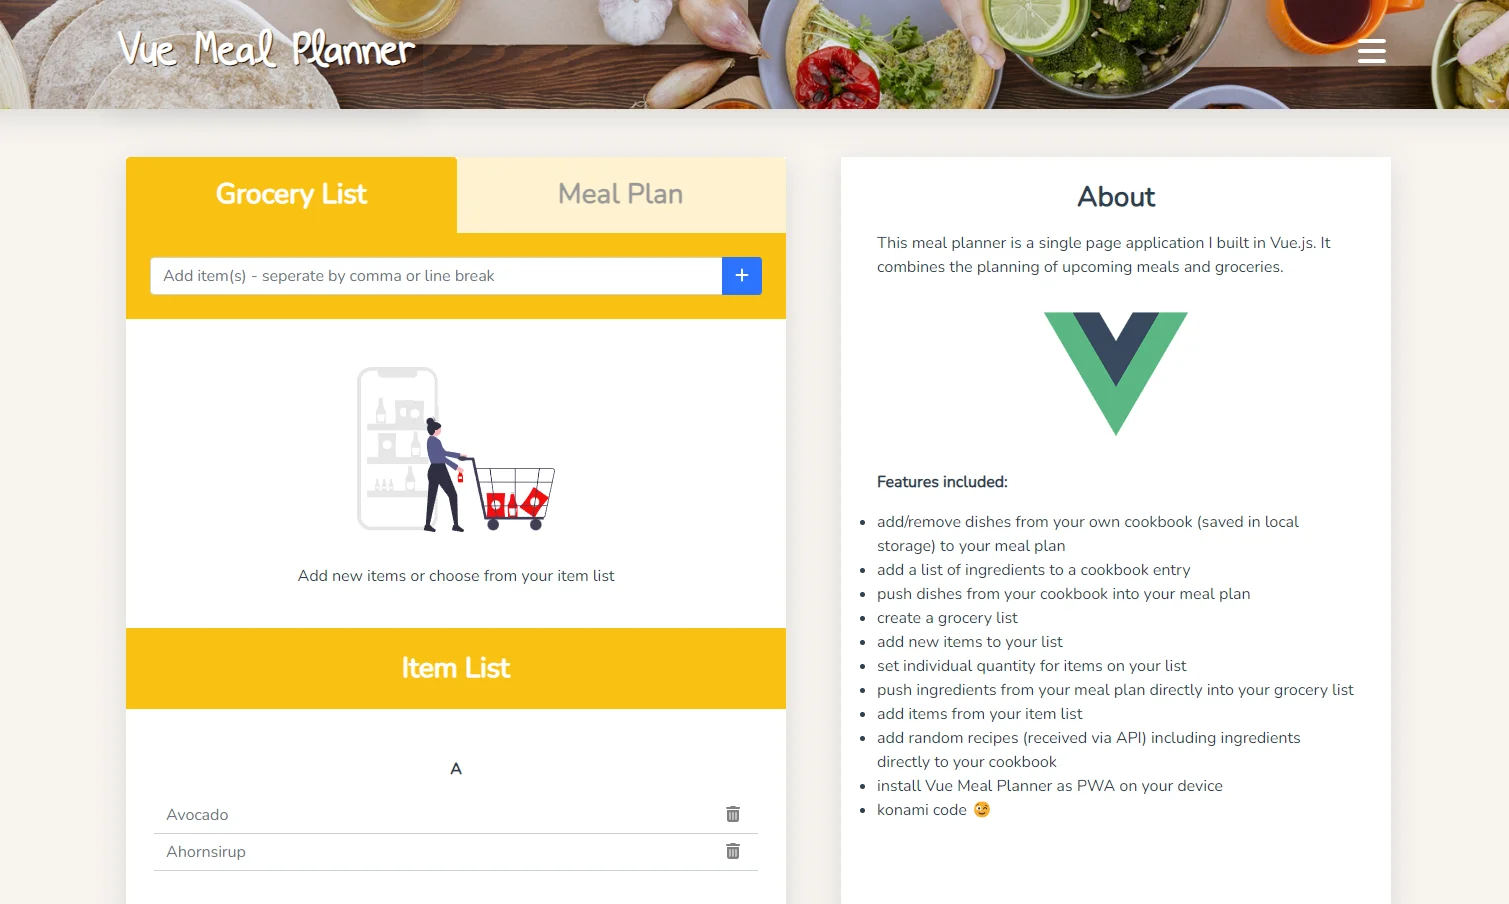 Vue Meal Planner
Grocery List
Meal Plan
Add item(s) - seperate by comma or line break
Add new items or choose from your item list
Item List
A
Avocado
Ahornsirup
About
This meal planner is a single page application I built in Vue.js. It
combines the planning of upcoming meals and groceries.
Features included:
add/remove dishes from your own cookbook (saved in local
storage) to your meal plan
add a list of ingredients to a cookbook entry
push dishes from your cookbook into your meal plan
create a grocery list
add new items to your list
set individual quantity for items on your list
push ingredients from your meal plan directly into your grocery list
add items from your item list
add random recipes (received via API) including ingredients
directly to your cookbook
install Vue Meal Planner as PWA on your device
konami code 😉